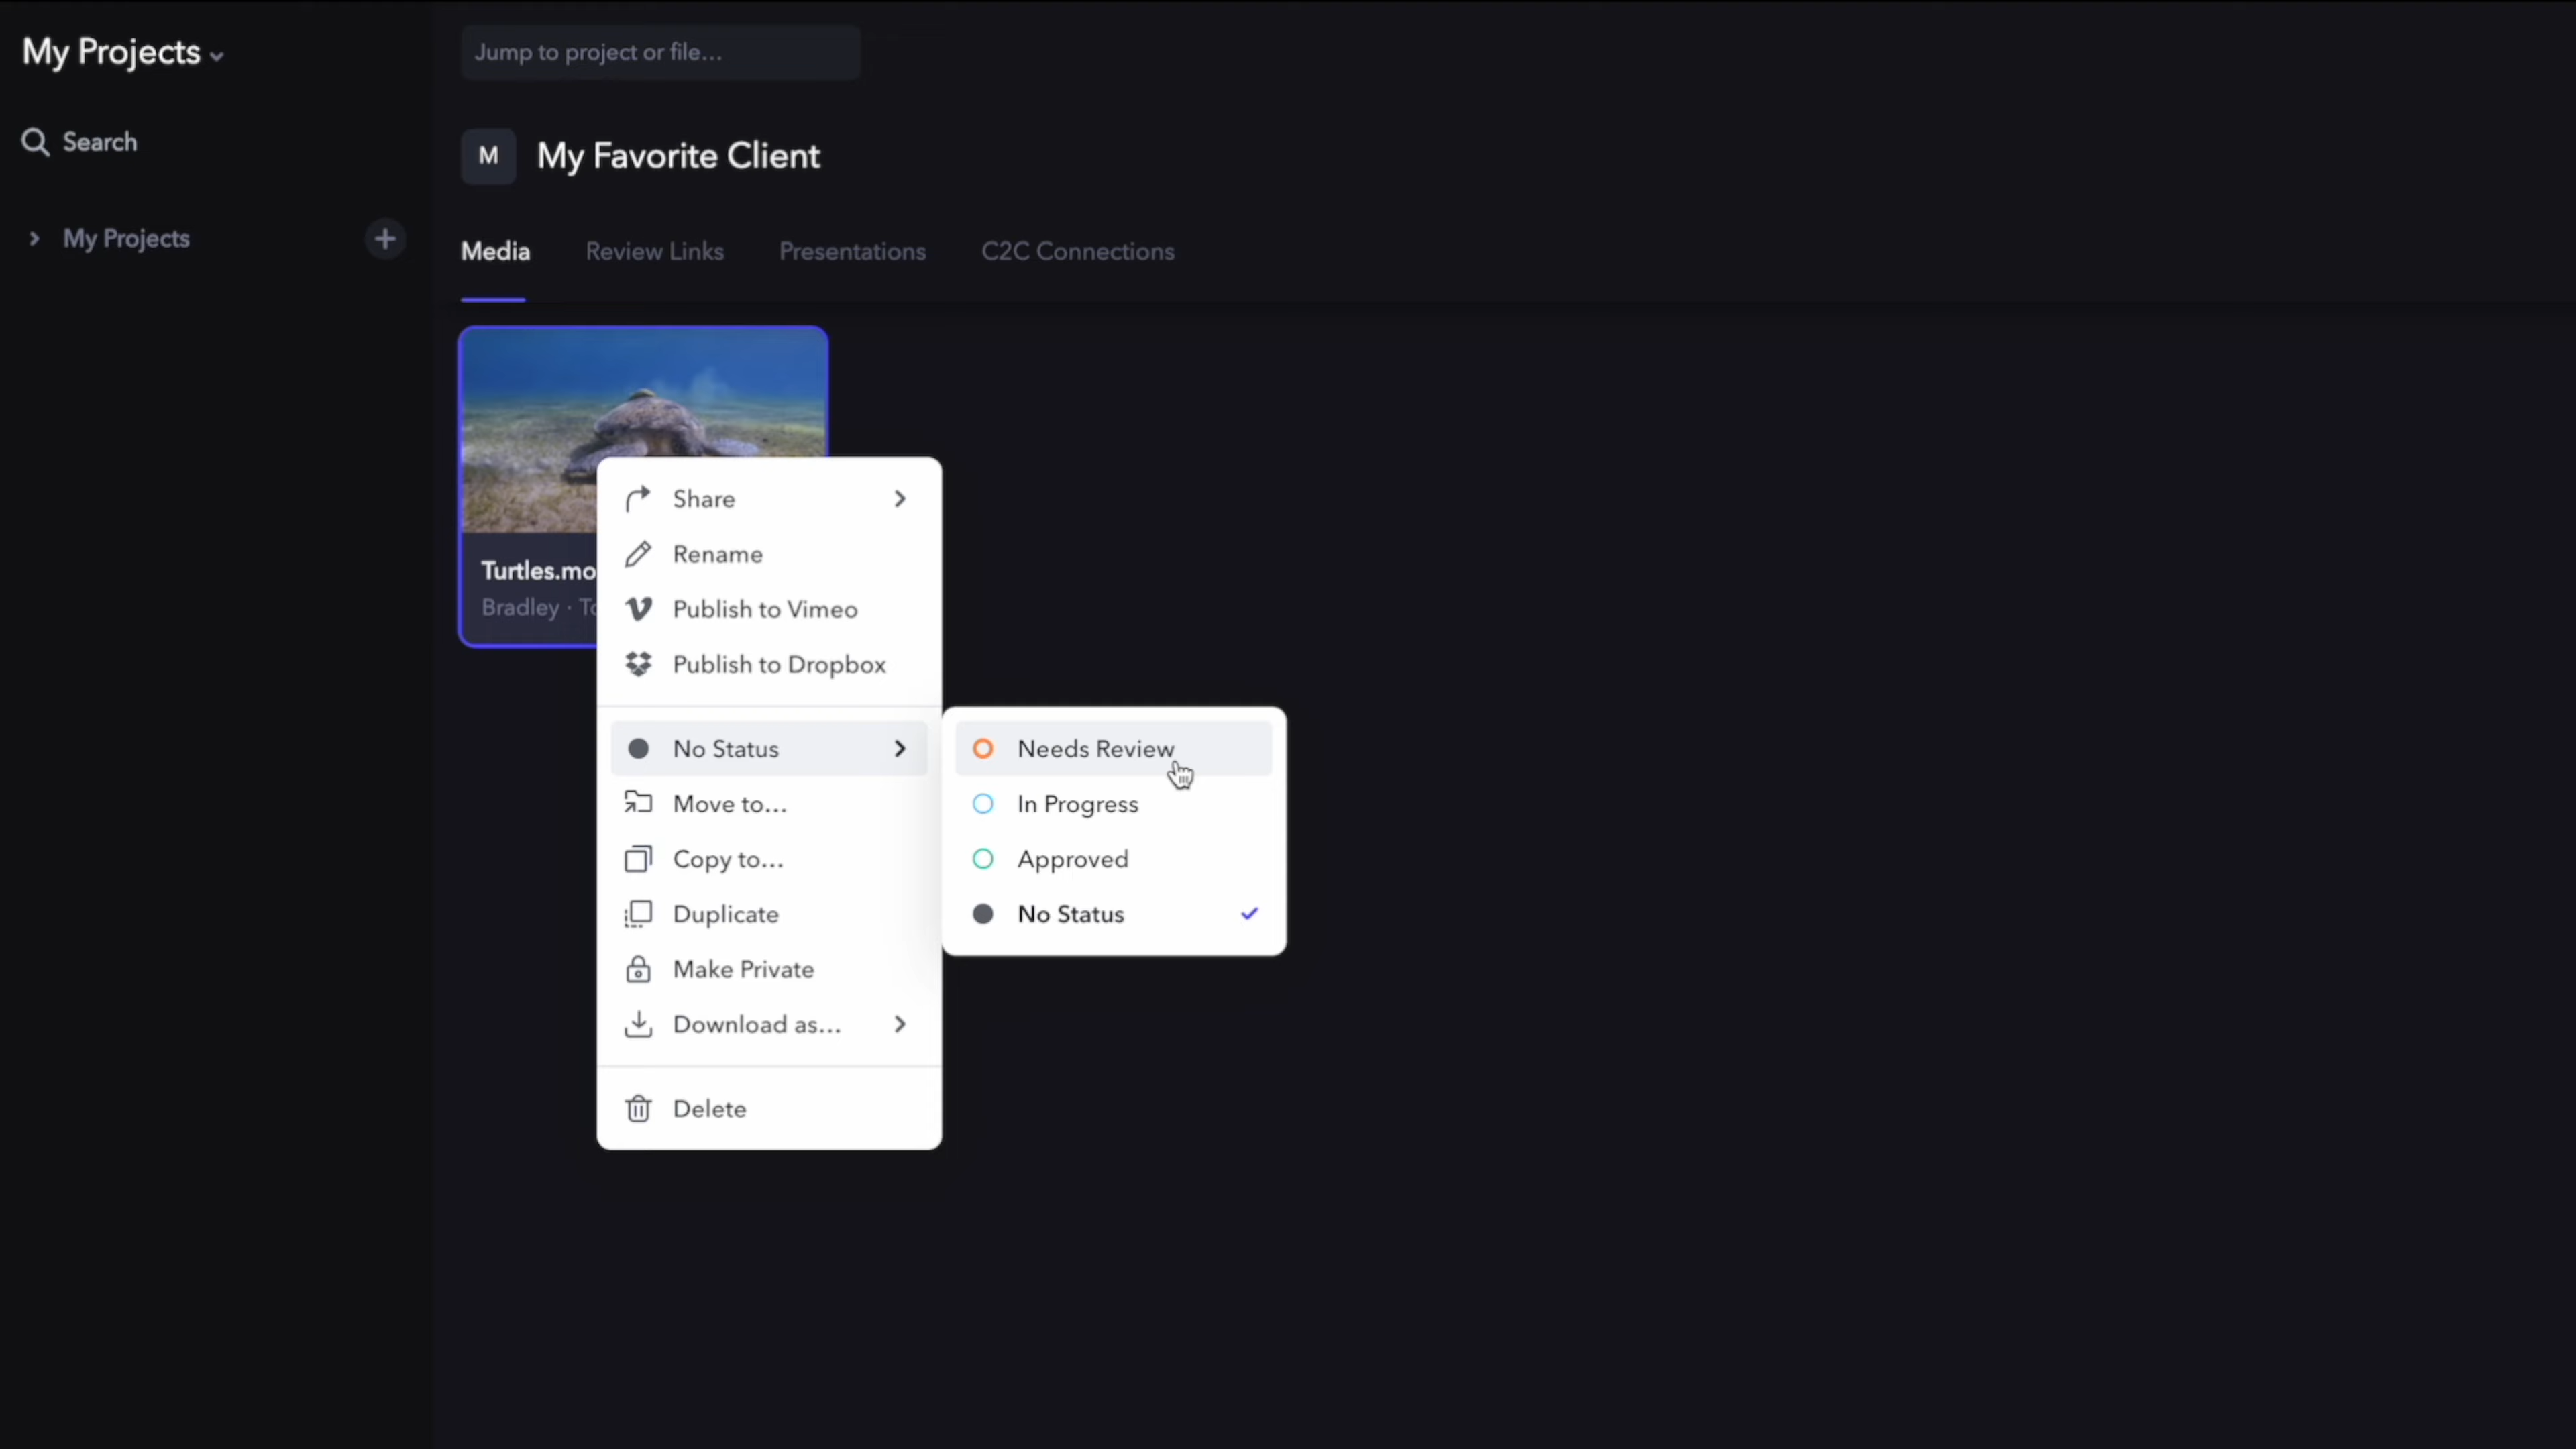 My Projects
Search
My Projects
Jump to project or file...
M
My Favorite Client
Media
Review Links
Presentations
C2C Connections
Turtles.mo
Bradley ·
Share
Rename
Publish to Vimeo
Publish to Dropbox
No Status
Move to...
Copy to...
Duplicate
Make Private
Download as...
Delete
Needs Review
In Progress
Approved
No Status